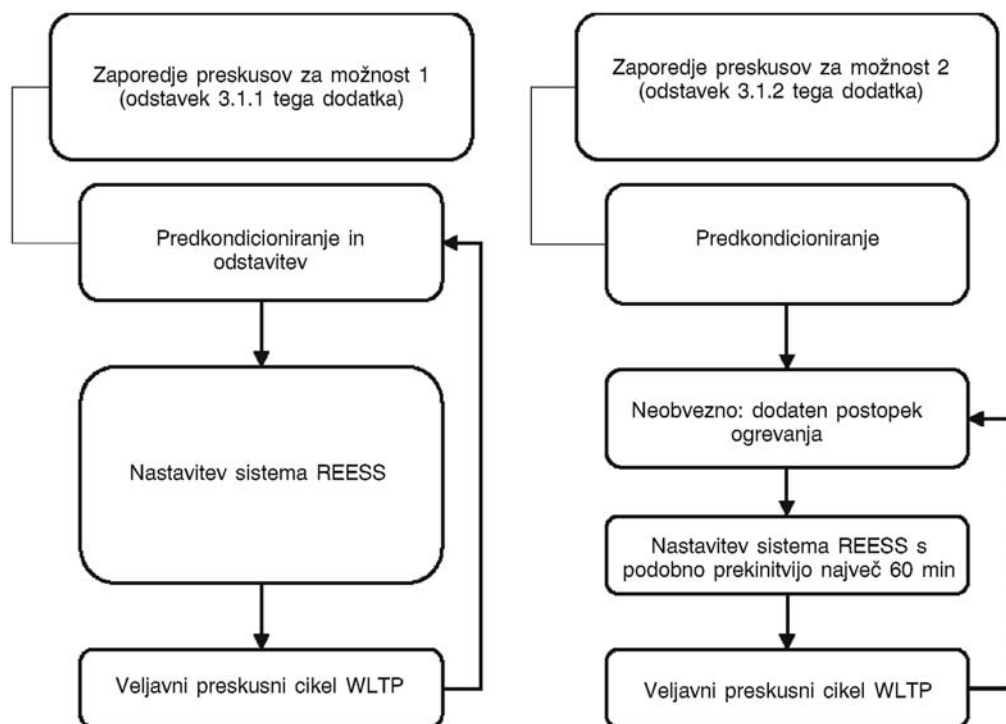 Zaporedje preskusov za možnost 1
(odstavek 3.1.1 tega dodatka)
Predkondicioniranje in
odstavitev
Nastavitev sistema REESS
Veljavni preskusni cikel WLTP
Zaporedje preskusov za možnost 2
(odstavek 3.1.2 tega dodatka)
Predkondicioniranje
Neobvezno: dodaten postopek
ogrevanja
Nastavitev sistema REESS s
podobno prekinitvijo največ 60 min
Veljavni preskusni cikel WLTP